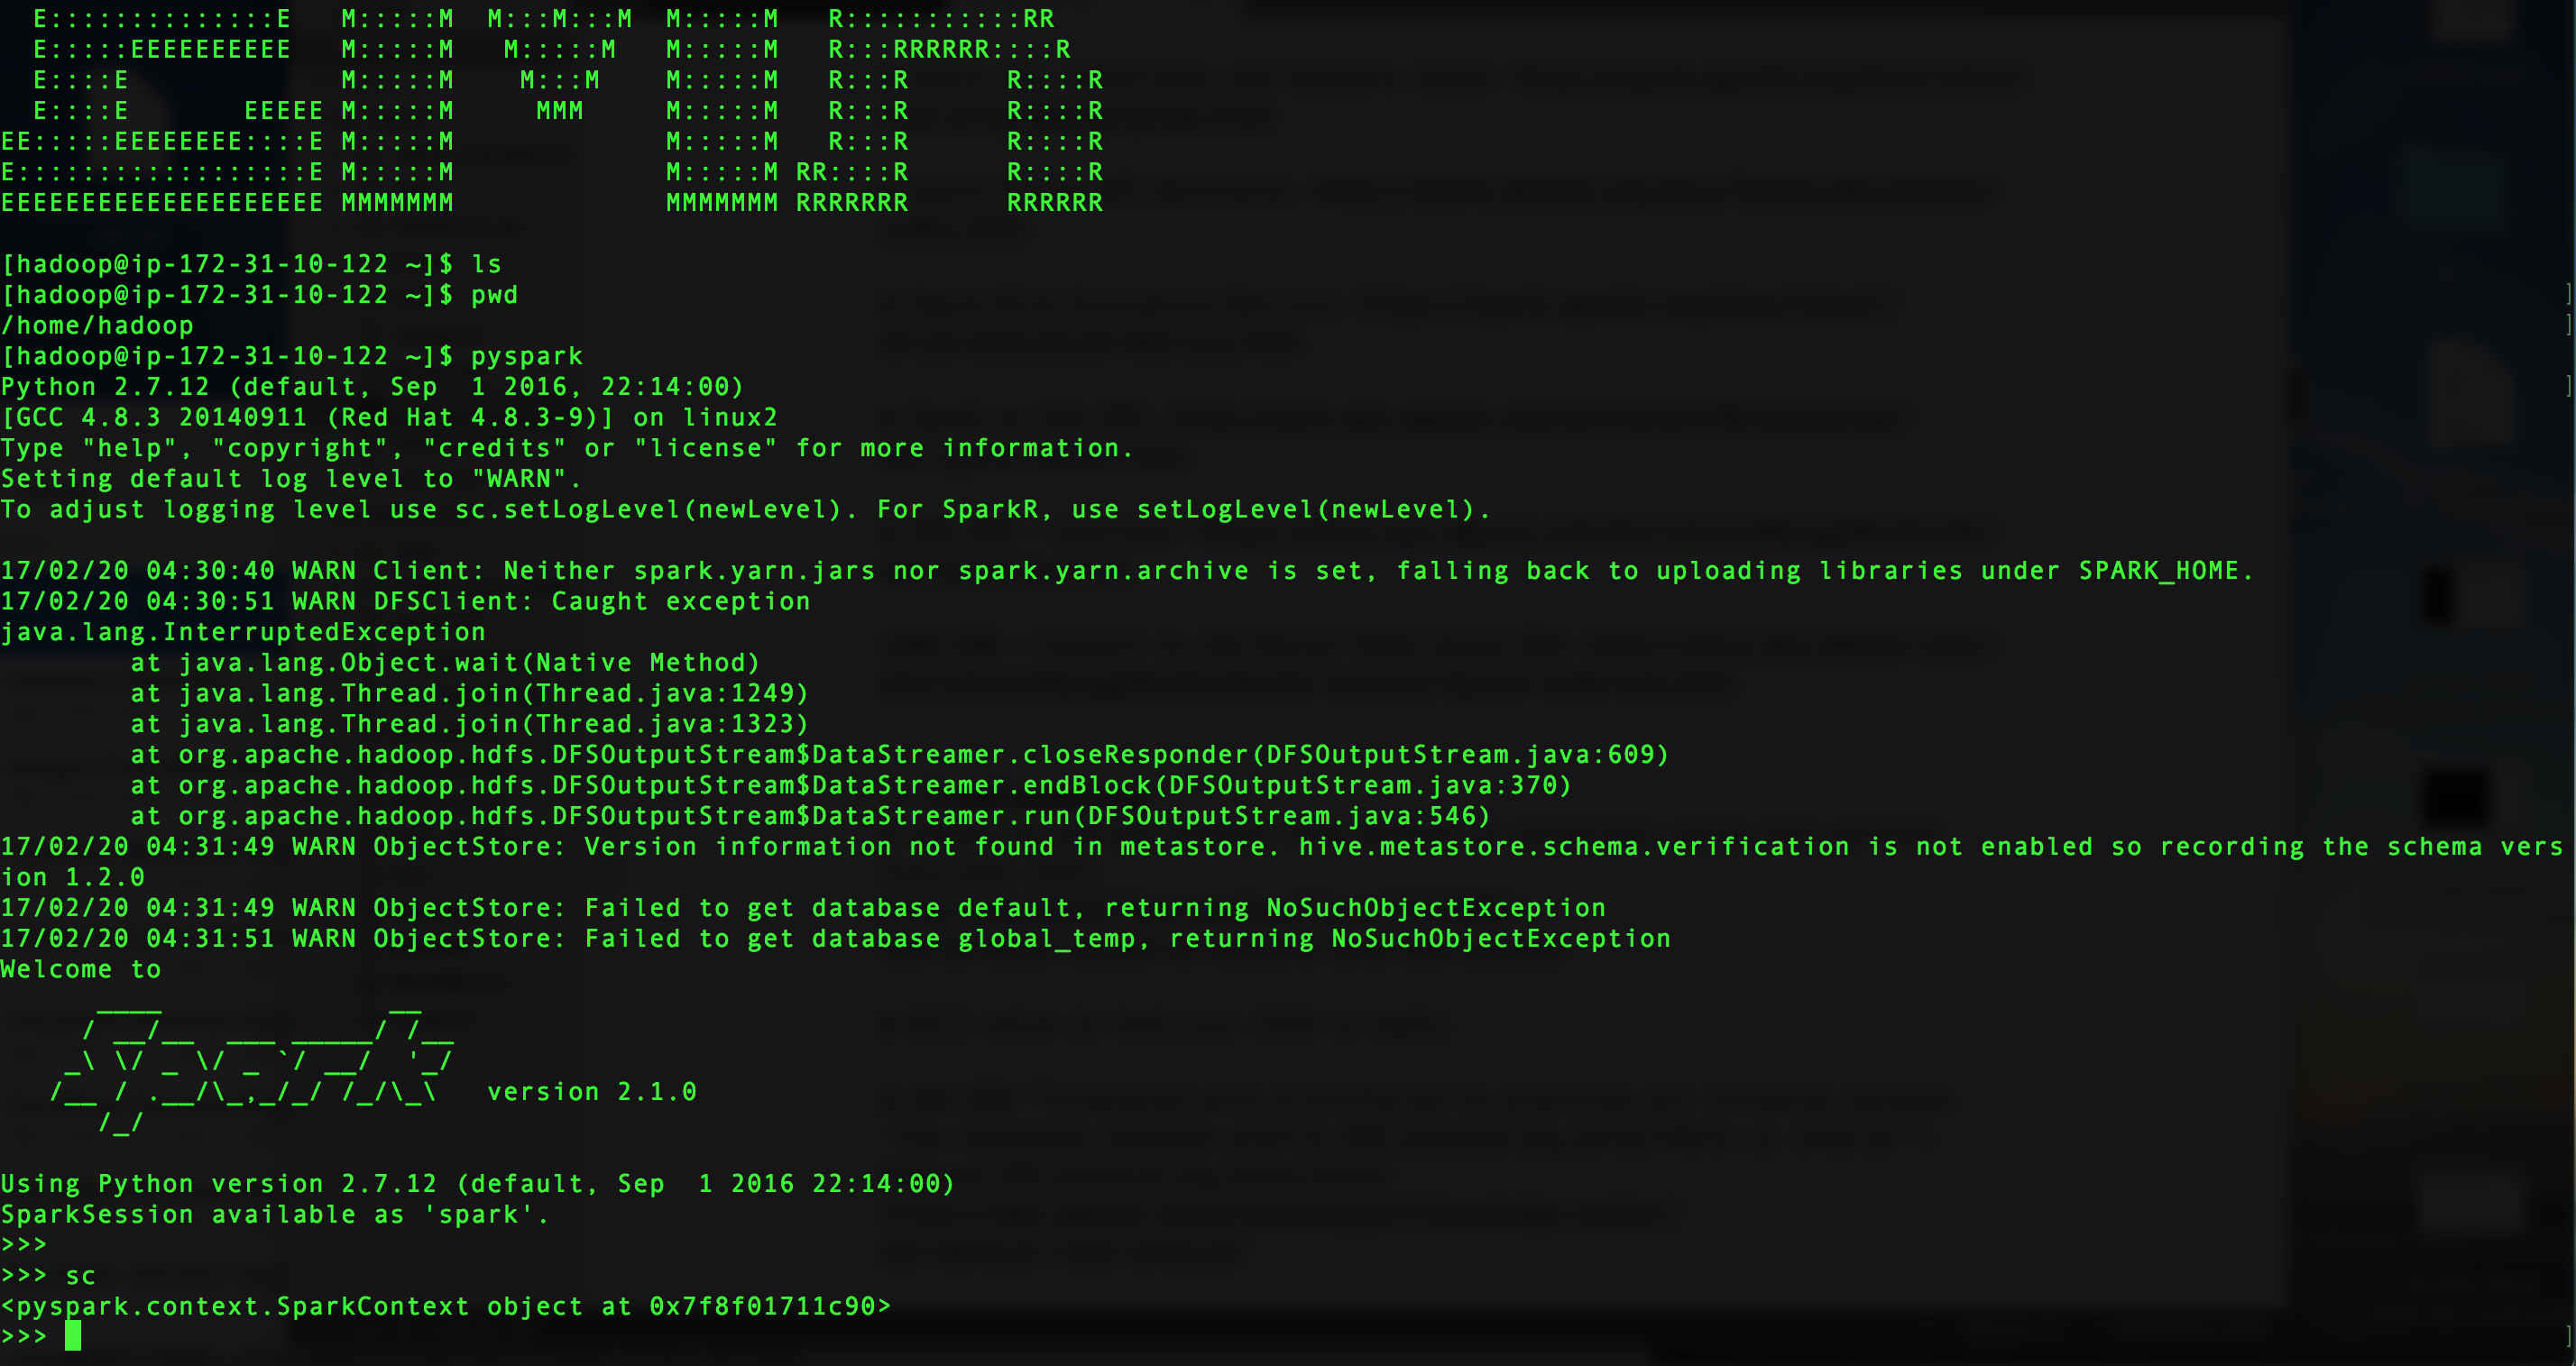 E::::::::::::::E   M:::::M  M:::M:::M  M:::::M   R:::::::::::RR
  E:::::EEEEEEEEEE   M:::::M   M:::::M   M:::::M   R:::RRRRRR::::R
  E::::E             M:::::M    M:::M    M:::::M   R:::R      R::::R
  E::::E       EEEEE M:::::M     MMM     M:::::M   R:::R      R::::R
EE:::::EEEEEEEE::::E M:::::M             M:::::M   R:::R      R::::R
E::::::::::::::::::E M:::::M             M:::::M RR::::R      R::::R
EEEEEEEEEEEEEEEEEEEE MMMMMMM             MMMMMMM RRRRRRR      RRRRRR
[hadoop@ip-172-31-10-122 ~]$ ls
[hadoop@ip-172-31-10-122 ~]$ pwd
/home/hadoop
[hadoop@ip-172-31-10-122 ~]$ pyspark
Python 2.7.12 (default, Sep  1 2016, 22:14:00)
[GCC 4.8.3 20140911 (Red Hat 4.8.3-9)] on linux2
Type "help", "copyright", "credits" or "license" for more information.
Setting default log level to "WARN".
To adjust logging level use sc.setLogLevel(newLevel). For SparkR, use setLogLevel(newLevel).
17/02/20 04:30:40 WARN Client: Neither spark.yarn.jars nor spark.yarn.archive is set, falling back to uploading libraries under SPARK_HOME.
17/02/20 04:30:51 WARN DFSClient: Caught exception
java.lang.InterruptedException
        at java.lang.Object.wait(Native Method)
        at java.lang.Thread.join(Thread.java:1249)
        at java.lang.Thread.join(Thread.java:1323)
        at org.apache.hadoop.hdfs.DFSOutputStream$DataStreamer.closeResponder(DFSOutputStream.java:609)
        at org.apache.hadoop.hdfs.DFSOutputStream$DataStreamer.endBlock(DFSOutputStream.java:370)
        at org.apache.hadoop.hdfs.DFSOutputStream$DataStreamer.run(DFSOutputStream.java:546)
17/02/20 04:31:49 WARN ObjectStore: Version information not found in metastore. hive.metastore.schema.verification is not enabled so recording the schema vers
ion 1.2.0
17/02/20 04:31:49 WARN ObjectStore: Failed to get database default, returning NoSuchObjectException
17/02/20 04:31:51 WARN ObjectStore: Failed to get database global_temp, returning NoSuchObjectException
Welcome to
      ____              __
     / __/__  ___ _____/ /__
    _\ \/ _ \/ _ `/ __/  '_/
   /__ / .__/\_,_/_/ /_/\_\   version 2.1.0
      /_/
Using Python version 2.7.12 (default, Sep  1 2016 22:14:00)
SparkSession available as 'spark'.
>>>
>>> sc
<pyspark.context.SparkContext object at 0x7f8f01711c90>
>>>